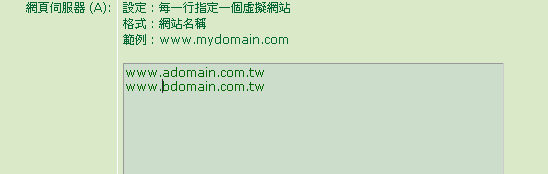 網頁伺服器 (A): 設定：每一行指定一個虛擬網站
格式：網站名稱
範例：www.mydomain.com
www.adomain.com.tw
www.bdomain.com.tw